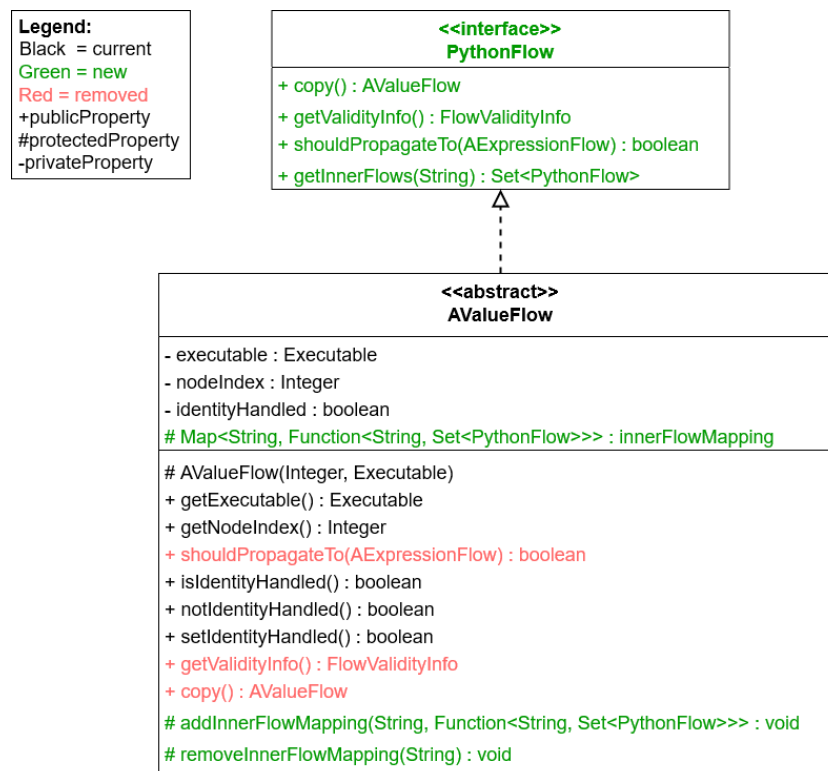 Legend:
Black = current
Green = new
Red = removed
+publicProperty
#protectedProperty
-privateProperty
<<interface>>
PythonFlow
+ copy() : AValueFlow
+ getValidityInfo() : FlowValidityInfo
+ shouldPropagateTo(AExpressionFlow) : boolean
+ getInnerFlows(String) : Set<PythonFlow>
<<abstract>>
AValueFlow
- executable : Executable
- nodeIndex : Integer
- identityHandled : boolean
# Map<String, Function<String, Set<PythonFlow>>> : innerFlowMapping
# AValueFlow(Integer, Executable)
+ getExecutable() : Executable
+ getNodeIndex() : Integer
+ shouldPropagateTo(AExpressionFlow) : boolean
+ isIdentityHandled() : boolean
+ notIdentityHandled() : boolean
+ setIdentityHandled() : boolean
+ getValidityInfo() : FlowValidityInfo
+ copy() : AValueFlow
# addInnerFlowMapping(String, Function<String, Set<PythonFlow>>> : void
# removeInnerFlowMapping(String) : void